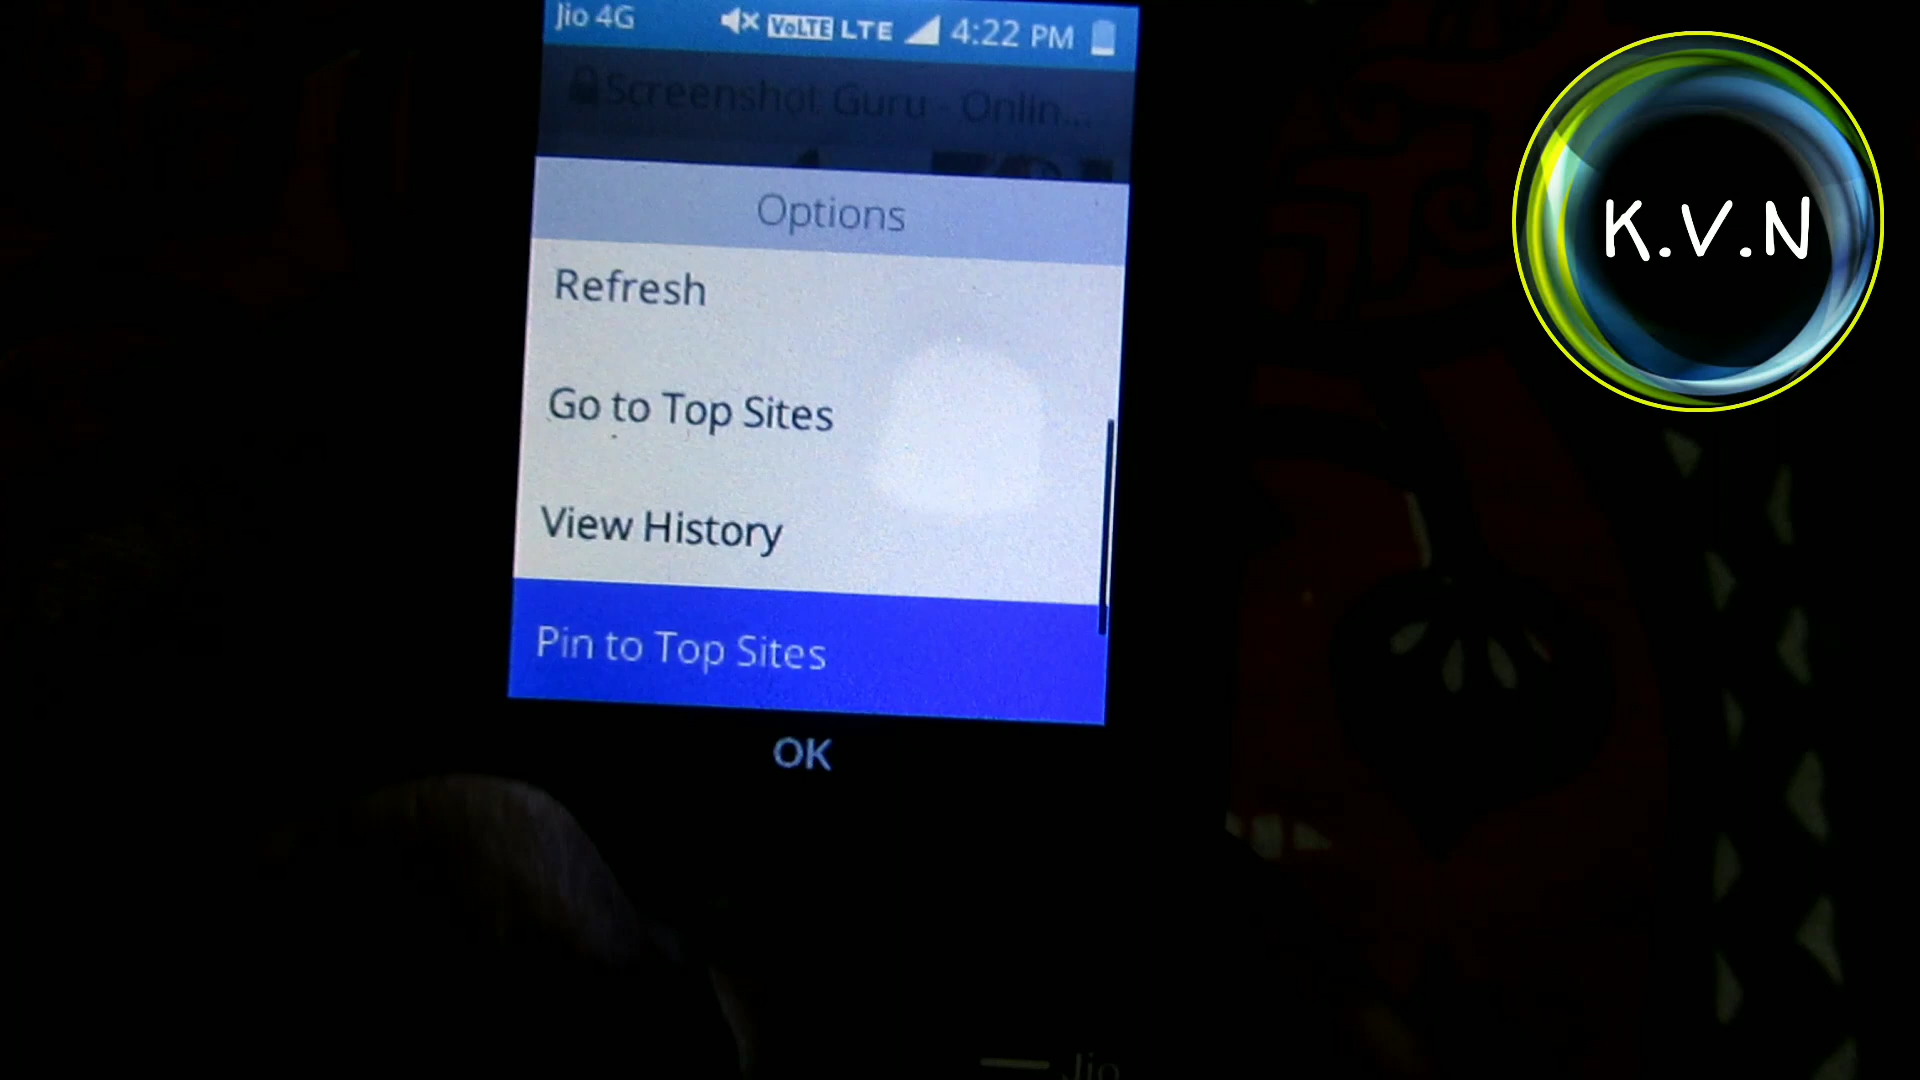 Jio 4G VoLTE LTE 4:22 PM
Screenshot Guru - Onlin...
Options
Refresh
Go to Top Sites
View History
Pin to Top Sites
OK
Jio
K.V.N